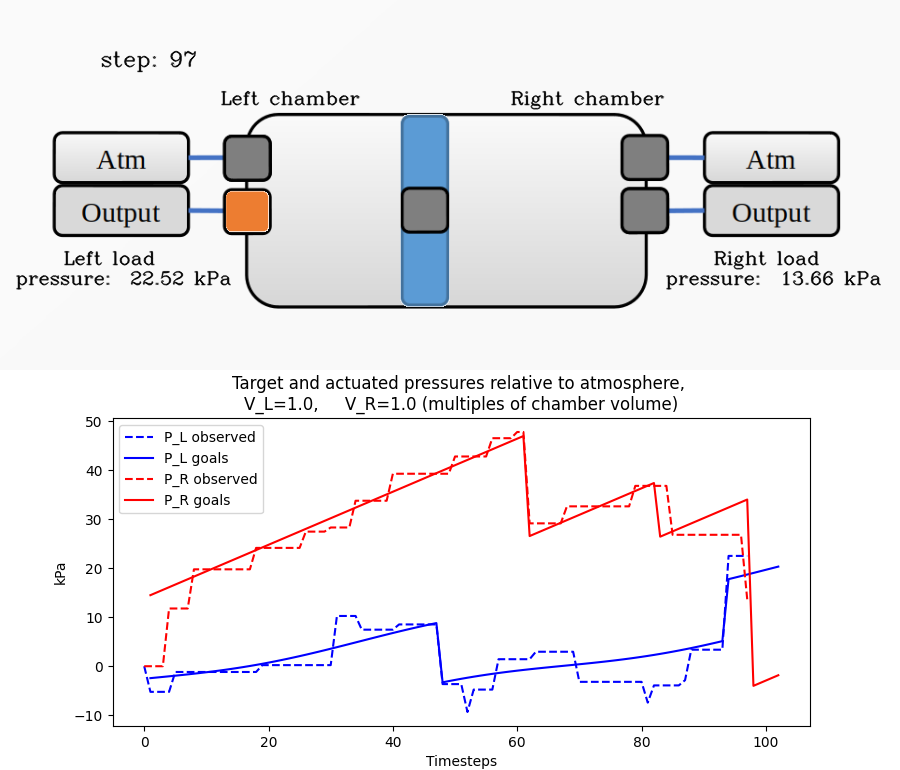 step: 97
Left chamber
Right chamber
Atm
Atm
Output
Output
Left load
pressure: 22.52 kPa
Right load
pressure: 13.66 kPa
Target and actuated pressures relative to atmosphere,
V_L=1.0, V_R=1.0 (multiples of chamber volume)
P_L observed
P_L goals
P_R observed
P_R goals
kPa
50
40
30
20
10
0
−10
0 20 40 60 80 100
Timesteps